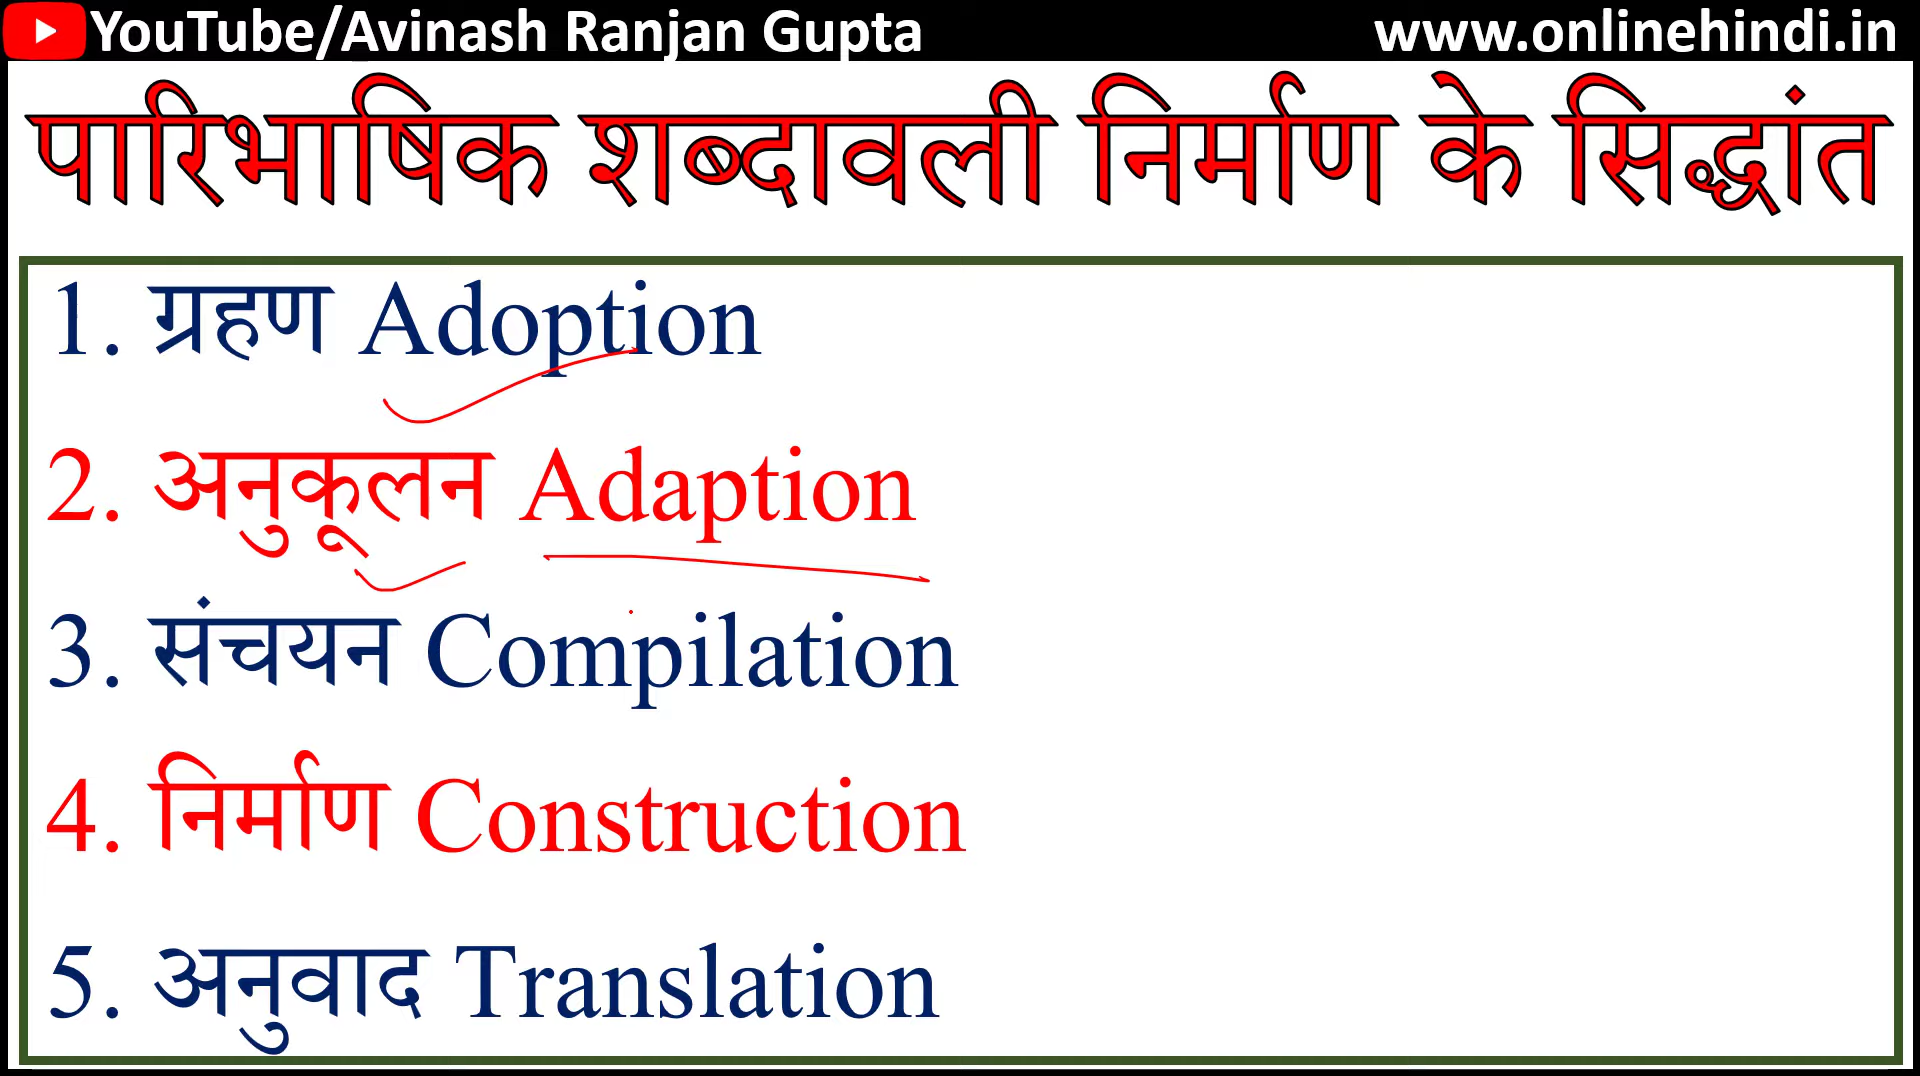 YouTube/Avinash Ranjan Gupta www.onlinehindi.in
पारिभाषिक शब्दावली निर्माण के सिद्धांत
1. ग्रहण Adoption
2. अनुकूलन Adaption
3. संचयन Compilation
4. निर्माण Construction
5. अनुवाद Translation